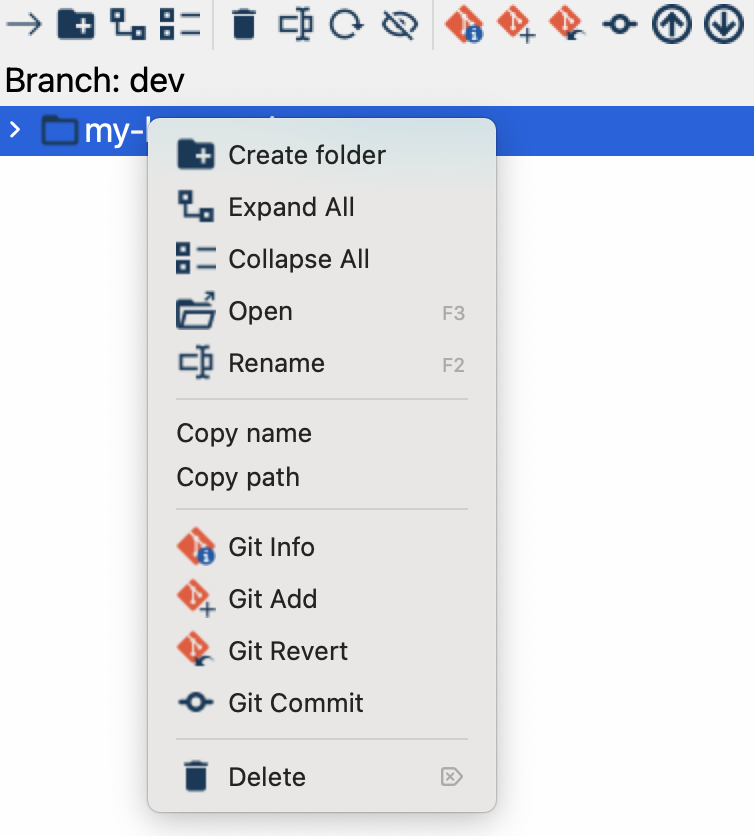 Branch: dev
my-
Create folder
Expand All
Collapse All
Open F3
Rename F2
Copy name
Copy path
Git Info
Git Add
Git Revert
Git Commit
Delete